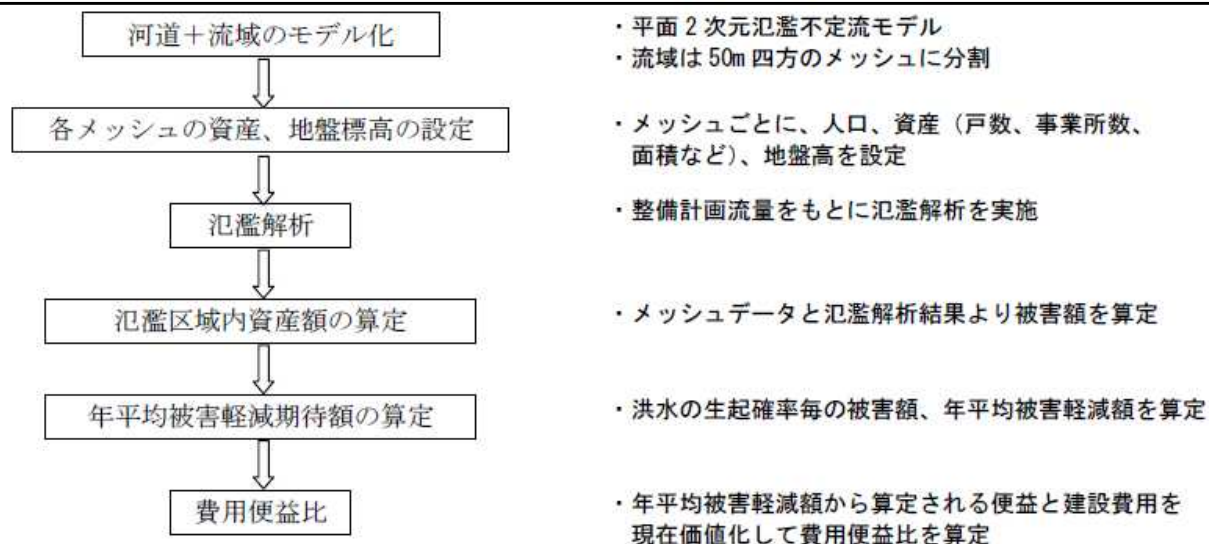 河道＋流域のモデル化
・平面２次元氾濫不定流モデル
・流域は 50m 四方のメッシュに分割
各メッシュの資産、地盤標高の設定
・メッシュごとに、人口、資産（戸数、事業所数、
面積など）、地盤高を設定
氾濫解析
・整備計画流量をもとに氾濫解析を実施
氾濫区域内資産額の算定
・メッシュデータと氾濫解析結果より被害額を算定
年平均被害軽減期待額の算定
・洪水の生起確率毎の被害額、年平均被害軽減額を算定
費用便益比
・年平均被害軽減額から算定される便益と建設費用を
現在価値化して費用便益比を算定